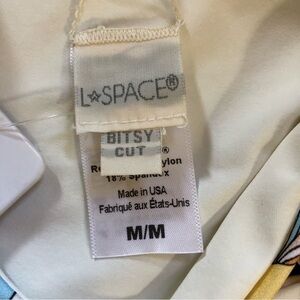 L☆SPACE®
BITSY
CUT ®
18% Spandex
Made in USA
Fabriqué aux États-Unis
M/M